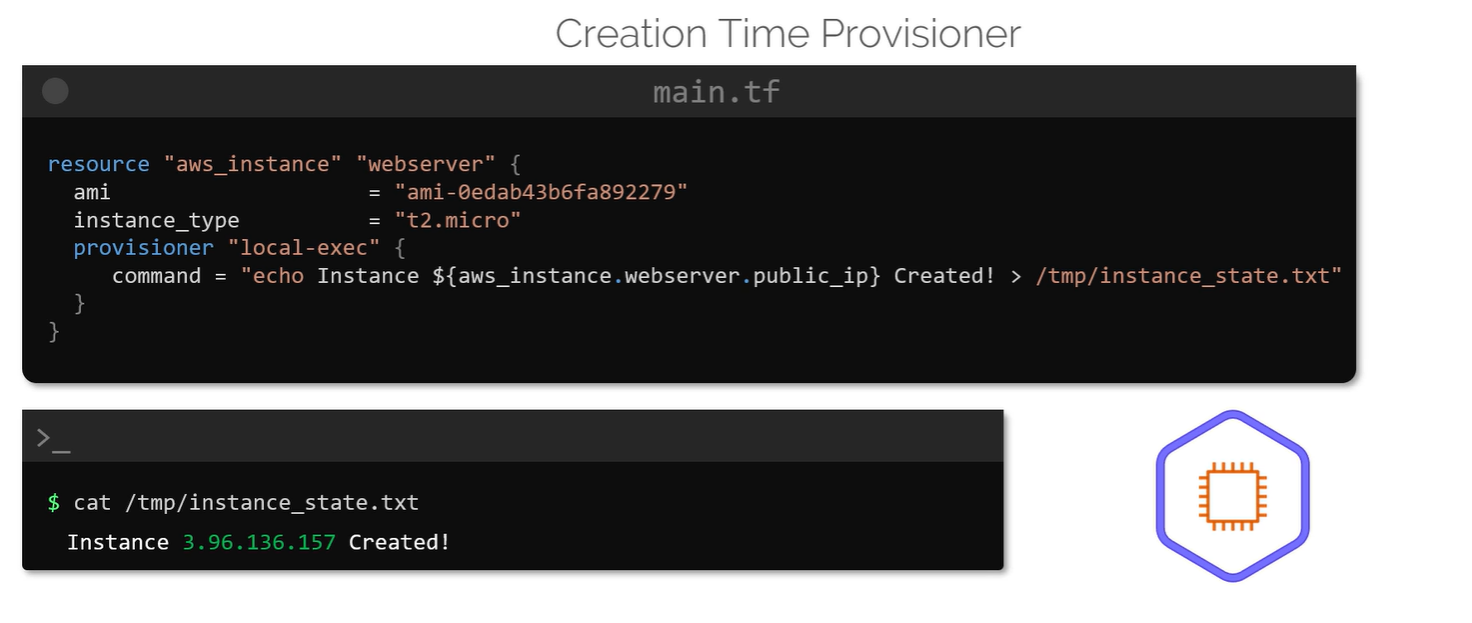 Creation Time Provisioner
main.tf
resource "aws_instance" "webserver" {
  ami                    = "ami-0edab43b6fa892279"
  instance_type          = "t2.micro"
  provisioner "local-exec" {
     command = "echo Instance ${aws_instance.webserver.public_ip} Created! > /tmp/instance_state.txt"
  }
}
>_
$ cat /tmp/instance_state.txt
Instance 3.96.136.157 Created!